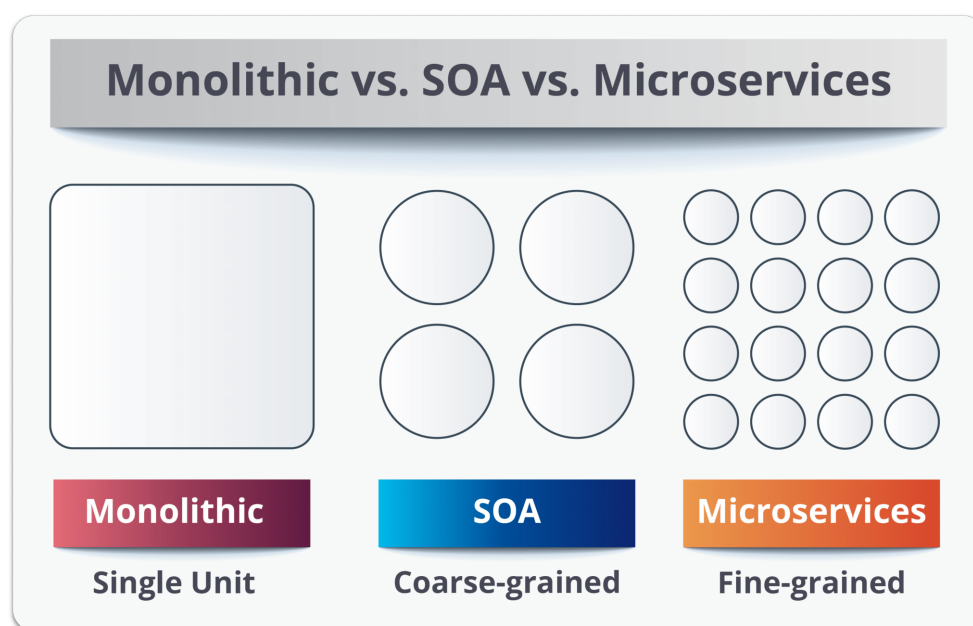 Monolithic vs. SOA vs. Microservices
Monolithic
SOA
Microservices
Single Unit
Coarse-grained
Fine-grained